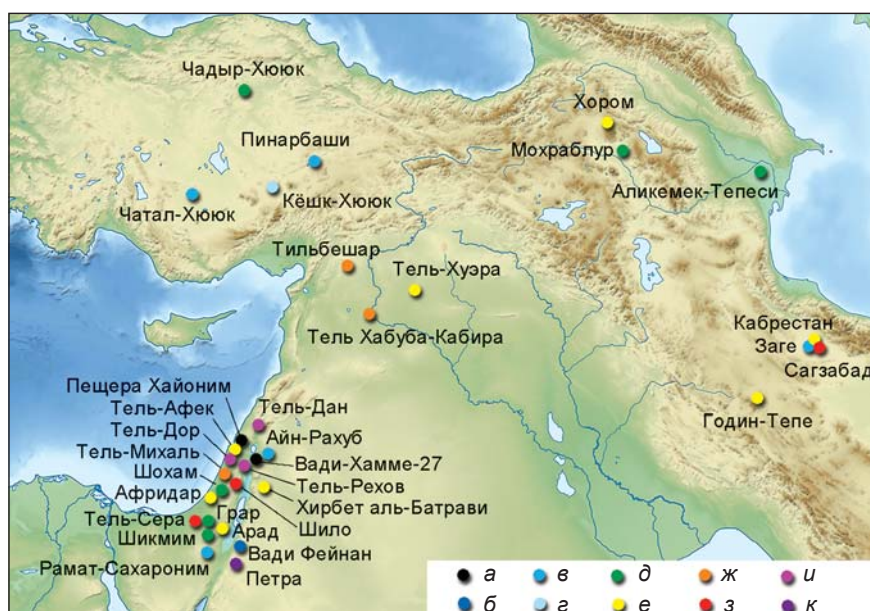 Чадыр-Хююк
Хором
Пинарбаши
Мохраблур
Аликемек-Тепеси
Кёшк-Хююк
Чатал-Хююк
Тильбешар
Тель-Хуэра
Кабрестан
Тель Хабуба-Кабира
Заге
Сагзабад
Пещера Хайоним
Годин-Тепе
Тель-Афек
Тель-Дан
Тель-Дор
Айн-Рахуб
Тель-Михаль
Вади-Хамме-27
Шохам
Тель-Рехов
Афридар
Хирбет аль-Батрави
Тель-Сера
Грар
Шило
Шикмим
Арад
Вади Фейнан
Рамат-Сахароним
Петра
а в д ж и
б г е з к